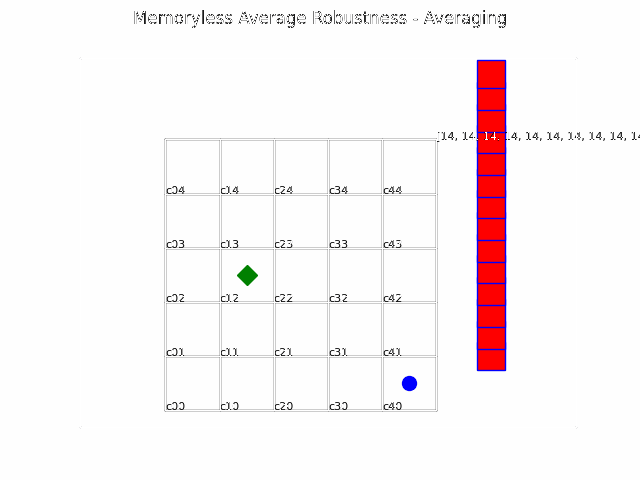 Memoryless Average Robustness - Averaging
[14, 14, 14, 14, 14, 14, 14, 14, 14, 14
c04 c14 c24 c34 c44
c03 c13 c23 c33 c43
c02 c12 c22 c32 c42
c01 c11 c21 c31 c41
c00 c10 c20 c30 c40